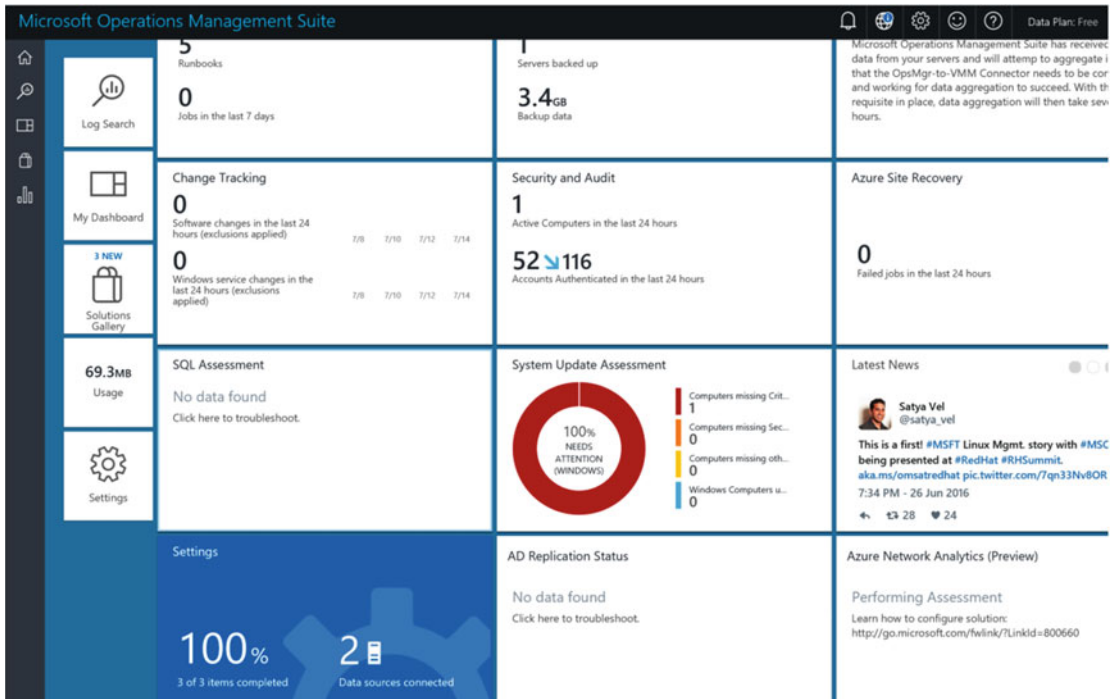 Microsoft Operations Management Suite
Data Plan: Free
Log Search
My Dashboard
3 NEW
Solutions
Gallery
69.3MB
Usage
Settings
5
Runbooks
0
Jobs in the last 7 days
1
Servers backed up
3.4GB
Backup data
Microsoft Operations Management Suite has received
data from your servers and will attemp to aggregate i
that the OpsMgr-to-VMM Connector needs to be
and working for data aggregation to succeed. With
requisite in place, data aggregation will then take
hours.
Change Tracking
0
Software changes in the last 24
hours (exclusions applied)
7/8 7/10 7/12 7/14
0
Windows service changes in the
last 24 hours (exclusions
applied)
7/8 7/10 7/12 7/14
Security and Audit
1
Active Computers in the last 24 hours
52 116
Accounts Authenticated in the last 24 hours
Azure Site Recovery
0
Failed jobs in the last 24 hours
SQL Assessment
No data found
Click here to troubleshoot.
System Update Assessment
100%
NEEDS
ATTENTION
(WINDOWS)
Computers missing Crit...
1
Computers missing Sec...
0
Computers missing oth...
0
Windows Computers u...
0
Latest News
Satya Vel
@satya_vel
This is a first! #MSFT Linux Mgmt. story with #MSC
being presented at #RedHat #RHSummit.
aka.ms/omsatredhat pic.twitter.com/7qn33Nv8OR
7:34 PM - 26 Jun 2016
28 24
Settings
100%
3 of 3 items completed
2
Data sources connected
AD Replication Status
No data found
Click here to troubleshoot.
Azure Network Analytics (Preview)
Performing Assessment
Learn how to configure solution:
http://go.microsoft.com/fwlink/?LinkId=800660